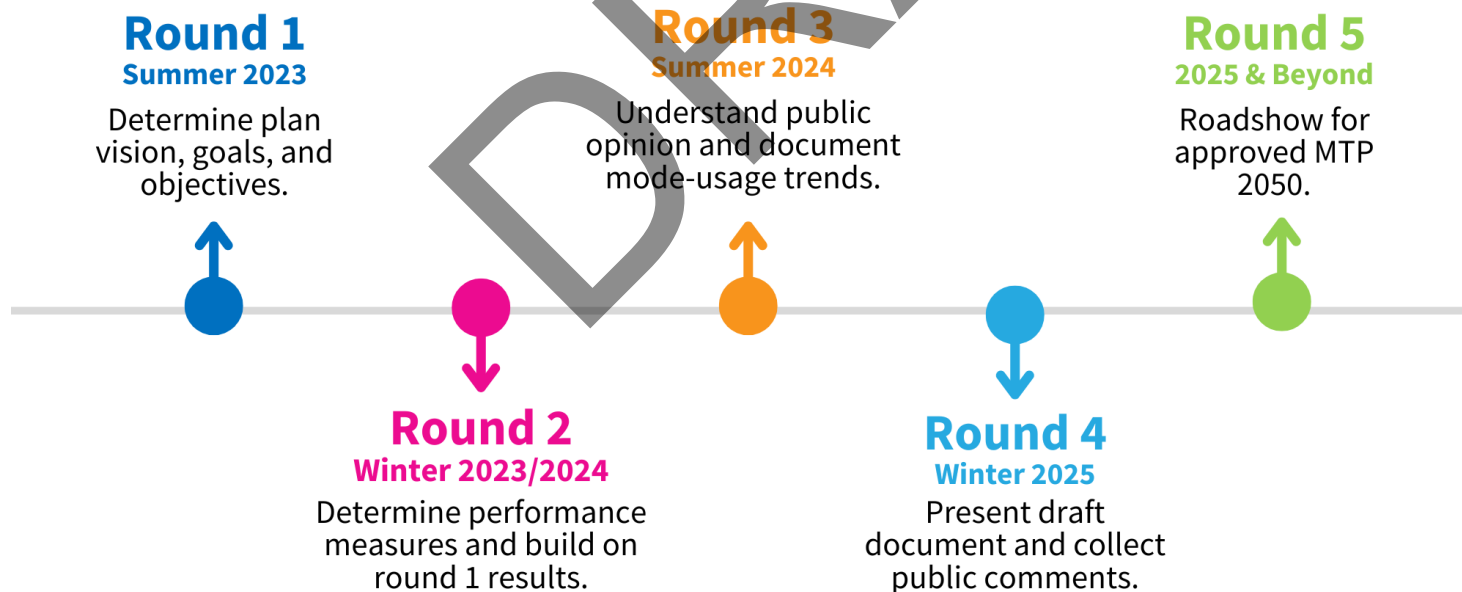 Round 1
Summer 2023
Determine plan
vision, goals, and
objectives.
Round 2
Winter 2023/2024
Determine performance
measures and build on
round 1 results.
Round 3
Summer 2024
Understand public
opinion and document
mode-usage trends.
Round 4
Winter 2025
Present draft
document and collect
public comments.
Round 5
2025 & Beyond
Roadshow for
approved MTP
2050.